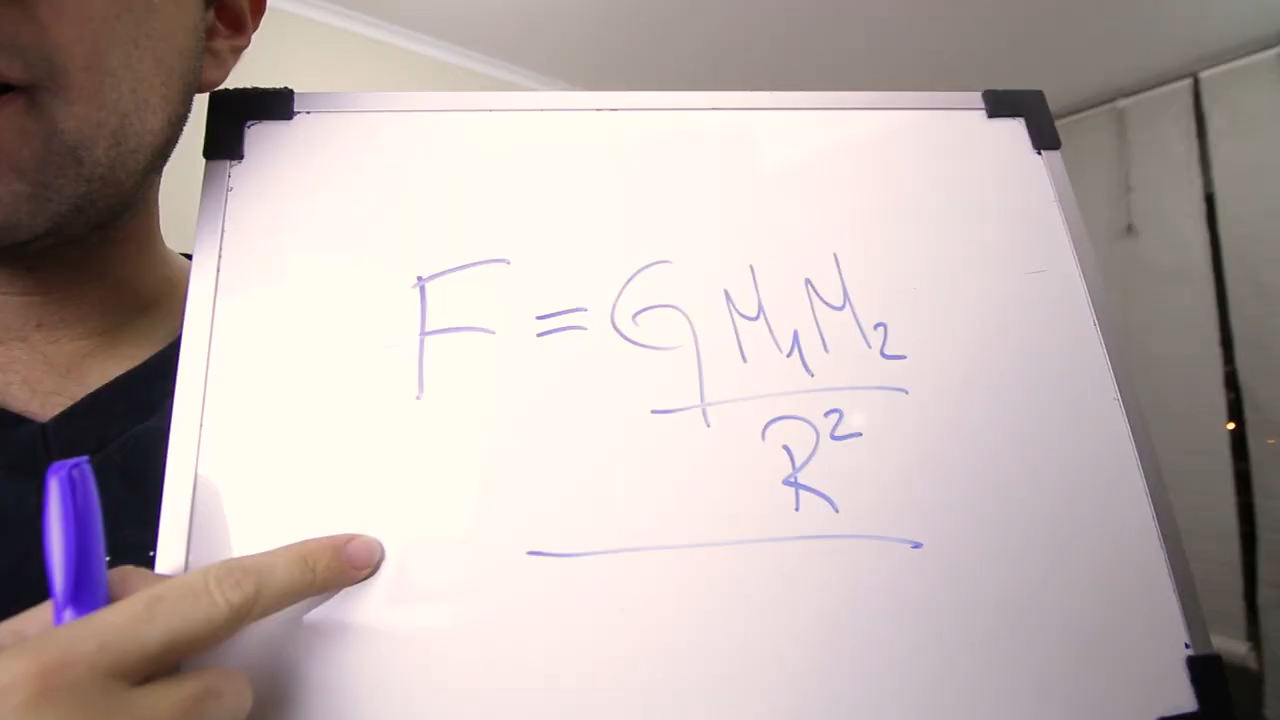 F = G M₁M₂
R²